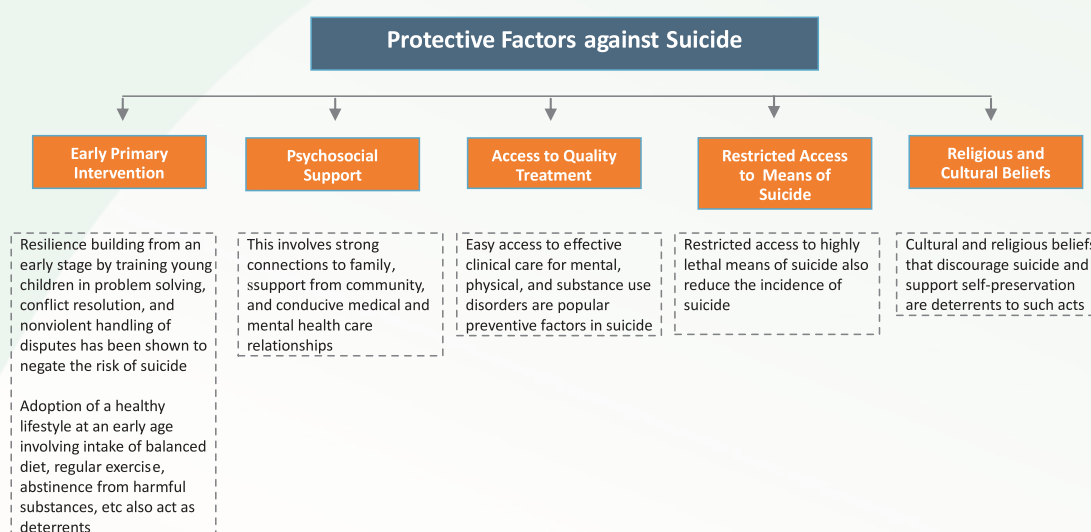 Protective Factors against Suicide
Early Primary
Intervention
Psychosocial
Support
Access to Quality
Treatment
Restricted Access
to Means of
Suicide
Religious and
Cultural Beliefs
Resilience building from an
early stage by training young
children in problem solving,
conflict resolution, and
nonviolent handling of
disputes has been shown to
negate the risk of suicide
Adoption of a healthy
lifestyle at an early age
involving intake of balanced
diet, regular exercise,
abstinence from harmful
substances, etc also act as
deterrents
This involves strong
connections to family,
ssupport from community,
and conducive medical and
mental health care
relationships
Easy access to effective
clinical care for mental,
physical, and substance use
disorders are popular
preventive factors in suicide
Restricted access to highly
lethal means of suicide also
reduce the incidence of
suicide
Cultural and religious beliefs
that discourage suicide and
support self-preservation
are deterrents to such acts